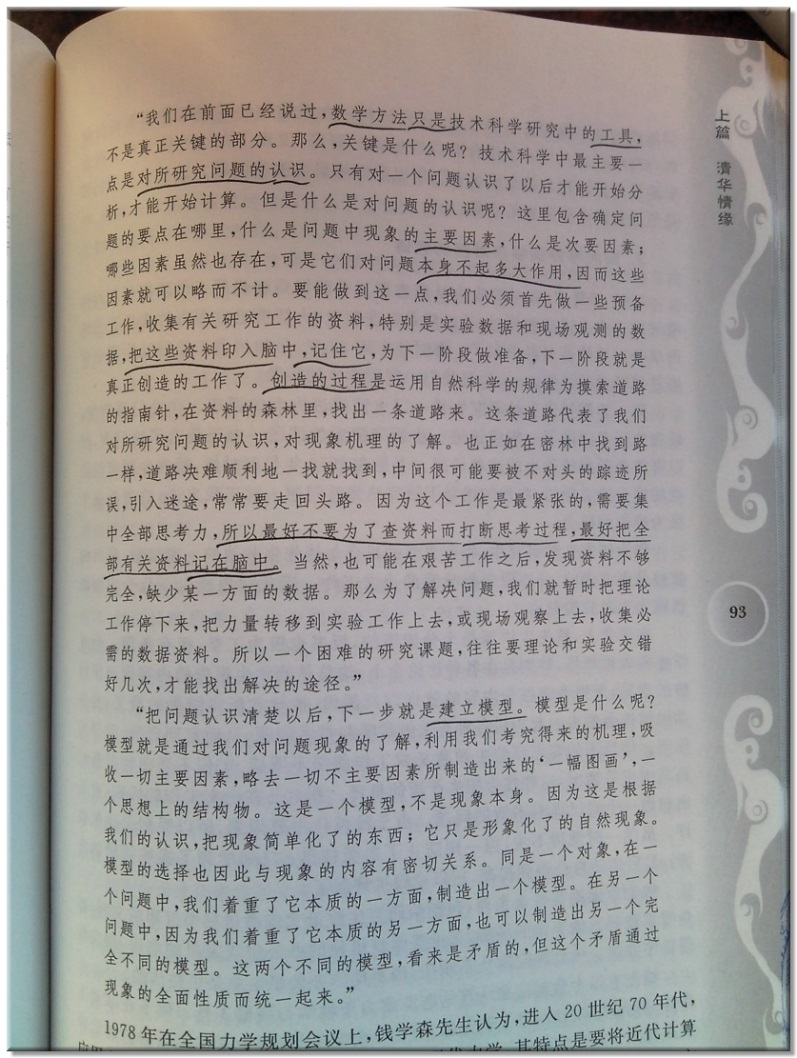 “我们在前面已经说过，数学方法只是技术科学研究中的工具，
不是真正关键的部分。那么，关键是什么呢？技术科学中最主要一
点是对所研究问题的认识。只有对一个问题认识了以后才能开始分
析，才能开始计算。但是什么是对问题的认识呢？这里包含确定问
题的要点在哪里，什么是问题中现象的主要因素，什么是次要因素；
哪些因素虽然也存在，可是它们对问题本身不起多大作用，因而这些
因素就可以略而不计。要能做到这一点，我们必须首先做一些预备
工作，收集有关研究工作的资料，特别是实验数据和现场观测的数
据，把这些资料印入脑中，记住它，为下一阶段做准备，下一阶段就是
真正创造的工作了。创造的过程是运用自然科学的规律为摸索道路
的指南针，在资料的森林里，找出一条道路来。这条道路代表了我们
对所研究问题的认识，对现象机理的了解。也正如在密林中找到路
一样，道路决难顺利地一找就找到，中间很可能要被不对头的踪迹所
误，引入迷途，常常要走回头路。因为这个工作是最紧张的，需要集
中全部思考力，所以最好不要为了查资料而打断思考过程，最好把全
部有关资料记在脑中。当然，也可能在艰苦工作之后，发现资料不够
完全，缺少某一方面的数据。那么为了解决问题，我们就暂时把理论
工作停下来，把力量转移到实验工作上去，或现场观察上去，收集必
需的数据资料。所以一个困难的研究课题，往往要理论和实验交错
好几次，才能找出解决的途径。”
“把问题认识清楚以后，下一步就是建立模型。模型是什么呢？
模型就是通过我们对问题现象的了解，利用我们考究得来的机理，吸
收一切主要因素，略去一切不主要因素所制造出来的‘一幅图画’，一
个思想上的结构物。这是一个模型，不是现象本身。因为这是根据
我们的认识，把现象简单化了的东西；它只是形象化了的自然现象。
模型的选择也因此与现象的内容有密切关系。同是一个对象，在一
个问题中，我们着重了它本质的一方面，制造出一个模型。在另一个
问题中，因为我们着重了它本质的另一方面，也可以制造出另一个完
全不同的模型。这两个不同的模型，看来是矛盾的，但这个矛盾通过
现象的全面性质而统一起来。”
1978年在全国力学规划会议上，钱学森先生认为，进入20世纪70年代，
其特点是要将近代计算
上篇 清华情缘
93